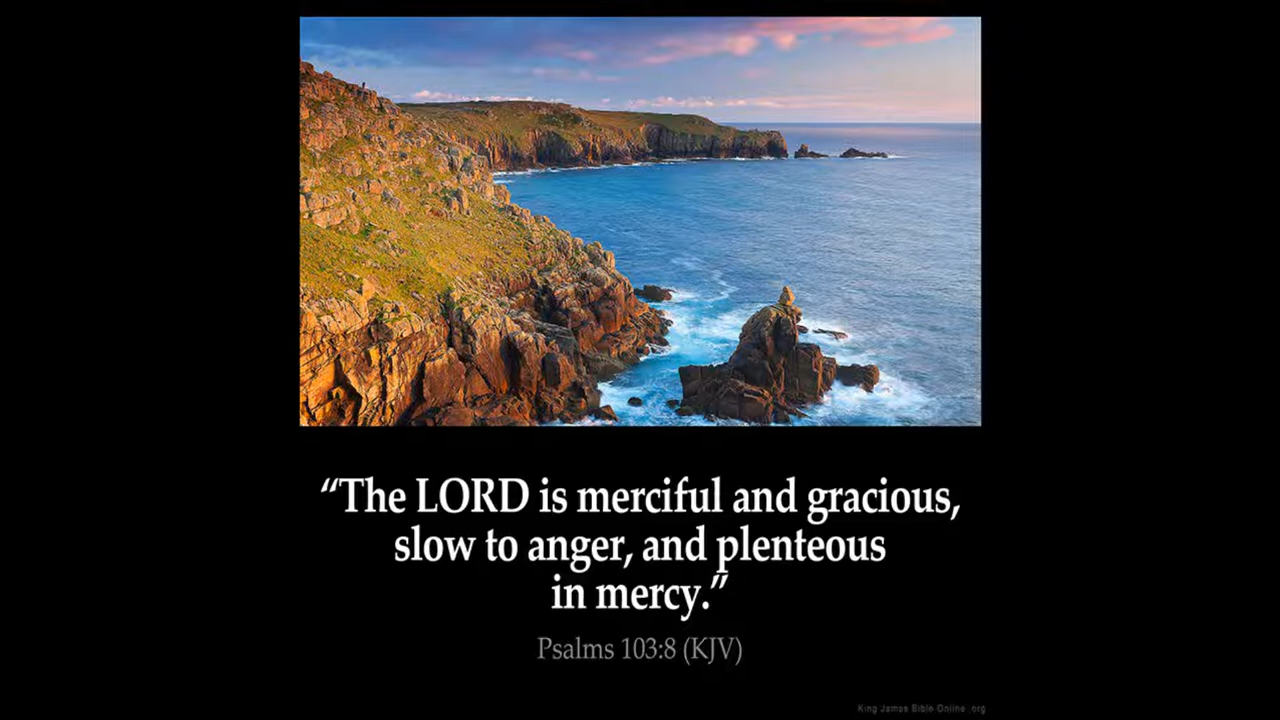 “The LORD is merciful and gracious,
slow to anger, and plenteous
in mercy.”
Psalms 103:8 (KJV)
King James Bible Online .org